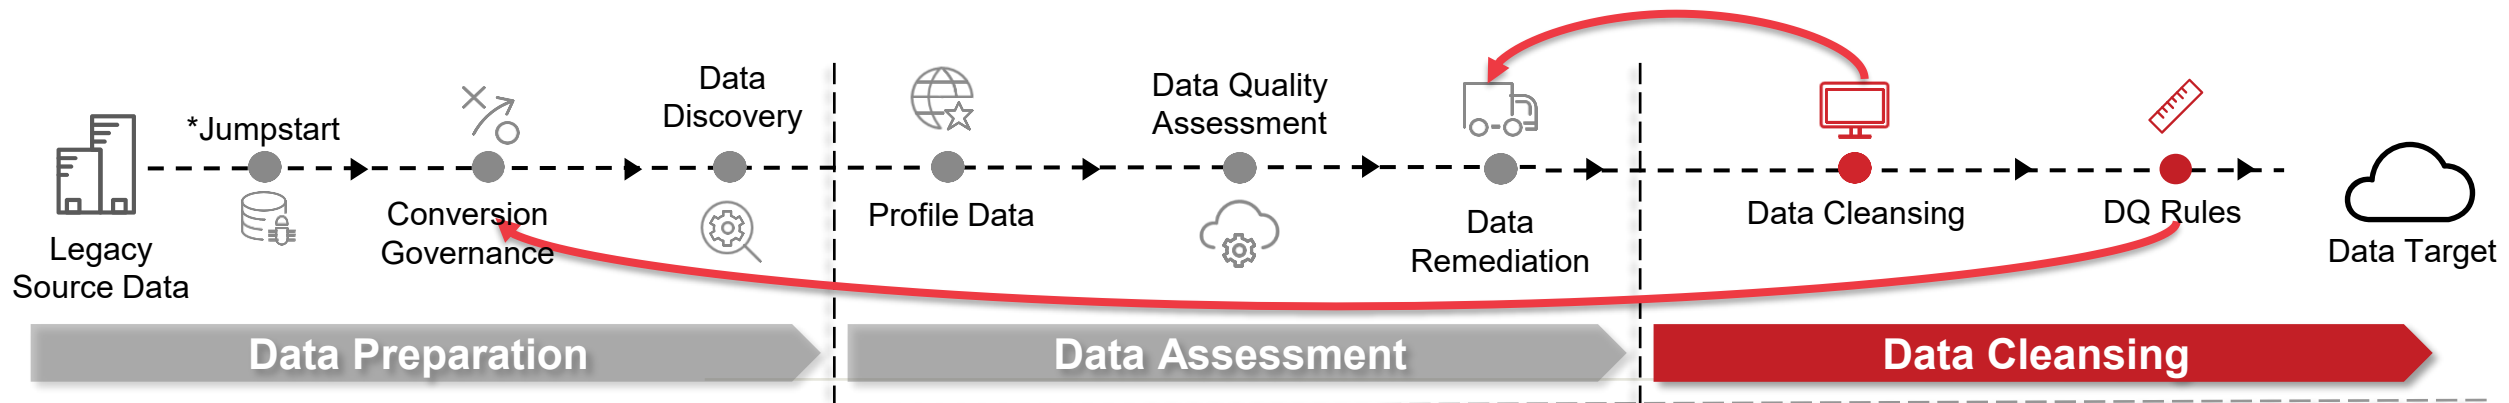 Legacy
Source Data
*Jumpstart
Conversion
Governance
Data
Discovery
Profile Data
Data Quality
Assessment
Data
Remediation
Data Cleansing
DQ Rules
Data Target
Data Preparation
Data Assessment
Data Cleansing